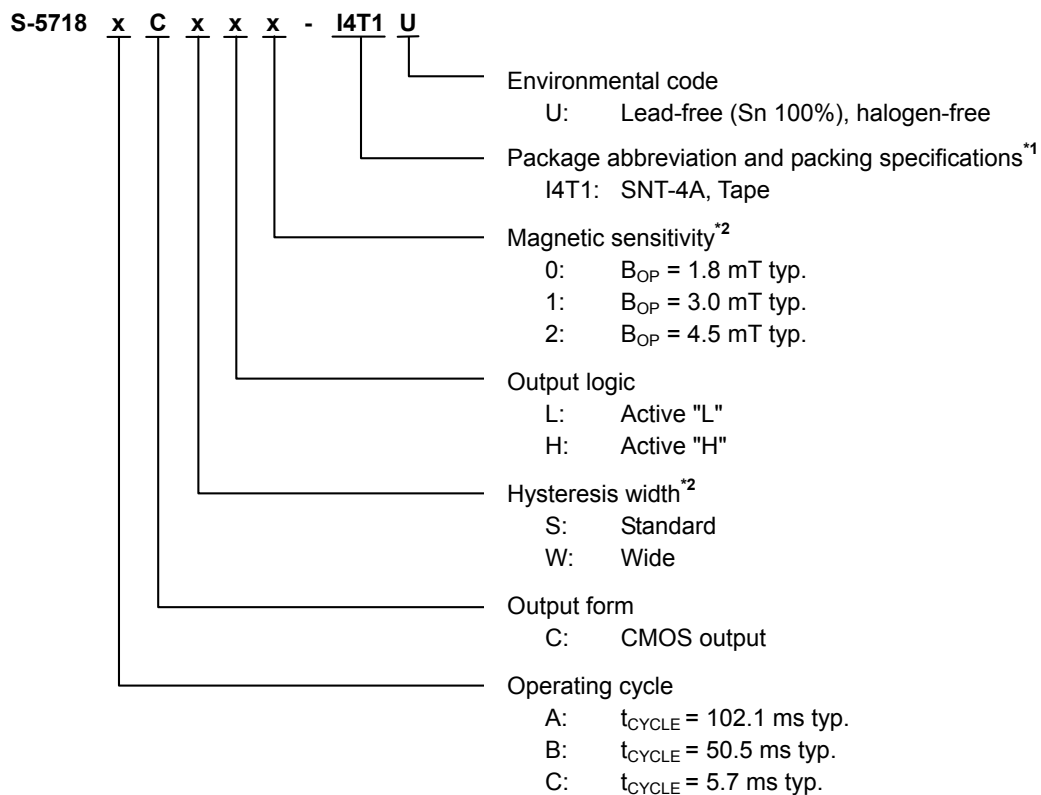 S-5718 x C x x x - I4T1 U
Environmental code
U: Lead-free (Sn 100%), halogen-free
Package abbreviation and packing specifications*1
I4T1: SNT-4A, Tape
Magnetic sensitivity*2
0: BOP = 1.8 mT typ.
1: BOP = 3.0 mT typ.
2: BOP = 4.5 mT typ.
Output logic
L: Active "L"
H: Active "H"
Hysteresis width*2
S: Standard
W: Wide
Output form
C: CMOS output
Operating cycle
A: tCYCLE = 102.1 ms typ.
B: tCYCLE = 50.5 ms typ.
C: tCYCLE = 5.7 ms typ.